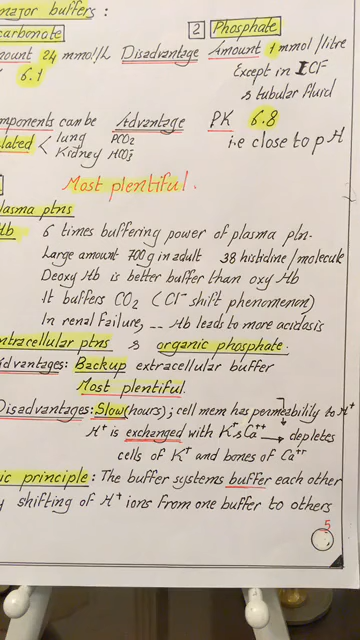 major buffers:
carbonate 2 Phosphate
mount 24 mmol/L Disadvantage Amount 1 mmol/litre
6.1 Except in ICF
& tubular fluid
mponents can be Advantage PK 6.8
lated < lung PCO2 i.e close to pH
Kidney HCO3
Most plentiful.
lasma ptns
Hb 6 times buffering power of plasma ptn.
Large amount 700g in adult 38 histidine/molecule
Deoxy Hb is better buffer than oxy Hb
It buffers CO2 (Cl- shift phenomenon)
In renal failure, -- Hb leads to more acidosis
ntracellular ptns & organic phosphate.
Advantages: Backup extracellular buffer
Most plentiful.
Disadvantages: Slow(hours); cell mem has permeability to H+
H+ is exchanged with K+ & Ca++ → depletes
cells of K+ and bones of Ca++
ic principle: The buffer systems buffer each other
y shifting of H+ ions from one buffer to others
5